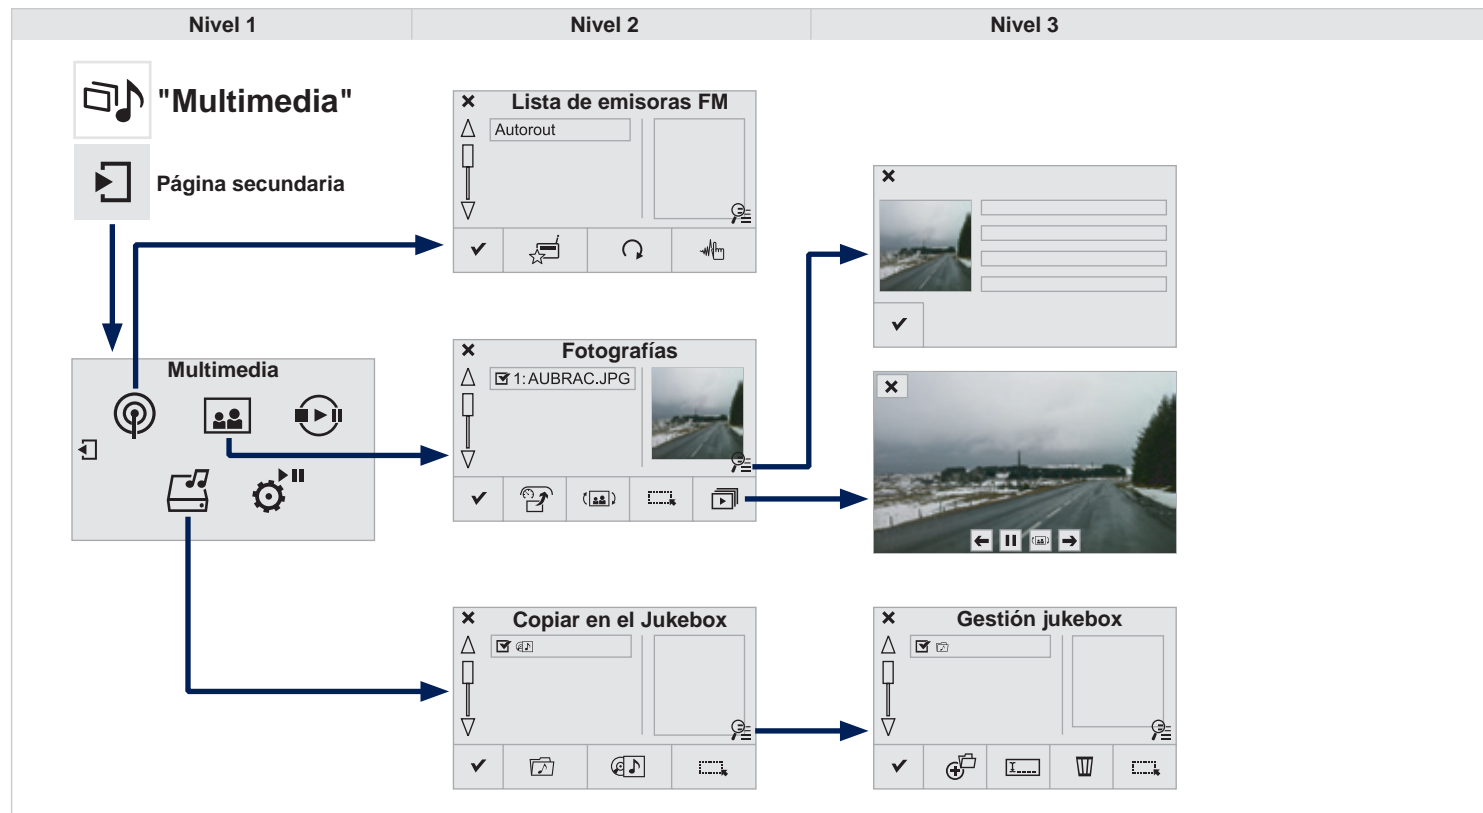 Nivel 1
Nivel 2
Nivel 3
"Multimedia"
Página secundaria
Lista de emisoras FM
Autorout
Multimedia
Fotografías
1: AUBRAC.JPG
Copiar en el Jukebox
Gestión jukebox